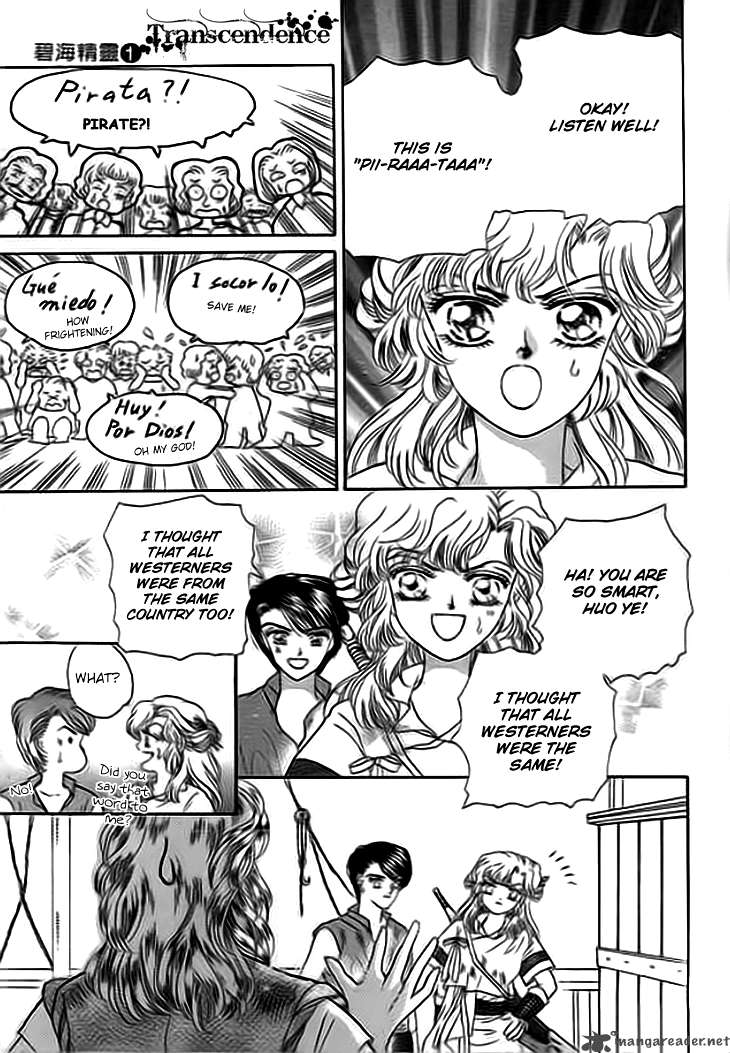 Transcendence
碧海精靈1
OKAY!
LISTEN WELL!
THIS IS
"PII-RAAA-TAAA"!
Pirata?!
PIRATE?!
I socorlo!
SAVE ME!
Gué
miedo!
HOW
FRIGHTENING!
Huy!
Por Dios!
OH MY GOD!
HA! YOU ARE
SO SMART,
HUO YE!
I THOUGHT
THAT ALL
WESTERNERS
WERE THE
SAME!
I THOUGHT
THAT ALL
WESTERNERS
WERE FROM
THE SAME
COUNTRY TOO!
WHAT?
Did you
say that
word to
me?
No!
mangareader.net